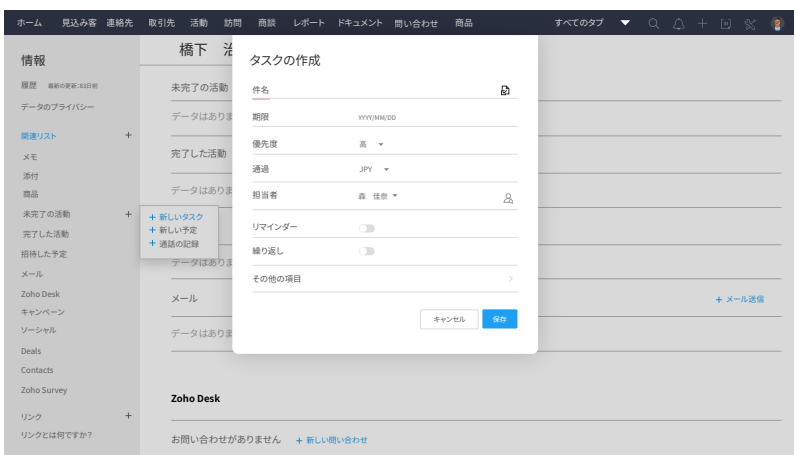 ホーム 見込み客 連絡先 取引先 活動 訪問 商談 レポート ドキュメント 問い合わせ 商品 すべてのタブ
情報
履歴 最新の更新:83日前
データのプライバシー
関連リスト +
メモ
添付
商品
未完了の活動 +
完了した活動
招待した予定
メール
Zoho Desk
キャンペーン
ソーシャル
Deals
Contacts
Zoho Survey
リンク +
リンクとは何ですか?
+ 新しいタスク
+ 新しい予定
+ 通話の記録
橋下 治
未完了の活動
データはありま
完了した活動
データはありま
データはありま
メール
+ メール送信
データはありま
Zoho Desk
お問い合わせがありません + 新しい問い合わせ
タスクの作成
件名
期限 YYYY/MM/DD
優先度 高
通過 JPY
担当者 森 佳奈
リマインダー
繰り返し
その他の項目
キャンセル 保存